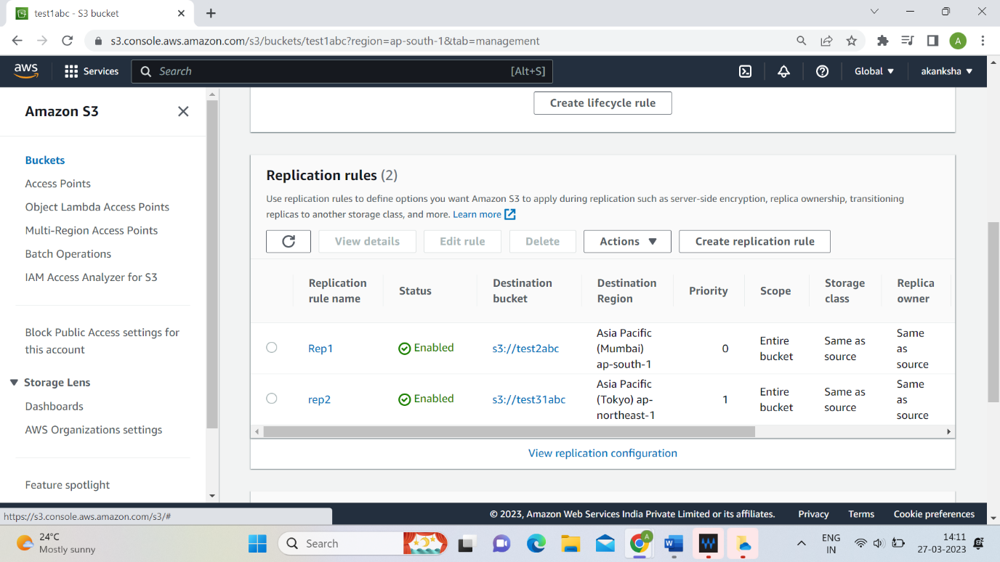 test1abc - S3 bucket
s3.console.aws.amazon.com/s3/buckets/test1abc?region=ap-south-1&tab=management
A
aws
Services
Search
[Alt+S]
Global
akanksha
Amazon S3
Buckets
Access Points
Object Lambda Access Points
Multi-Region Access Points
Batch Operations
IAM Access Analyzer for S3
Block Public Access settings for
this account
Storage Lens
Dashboards
AWS Organizations settings
Feature spotlight
Create lifecycle rule
Replication rules (2)
Use replication rules to define options you want Amazon S3 to apply during replication such as server-side encryption, replica ownership, transitioning
replicas to another storage class, and more. Learn more
View details
Edit rule
Delete
Actions
Create replication rule
Replication
rule name
Status
Destination
bucket
Destination
Region
Priority
Scope
Storage
class
Replica
owner
Rep1
Enabled
s3://test2abc
Asia Pacific
(Mumbai)
ap-south-1
0
Entire
bucket
Same as
source
Same
as
source
rep2
Enabled
s3://test31abc
Asia Pacific
(Tokyo) ap-
northeast-1
1
Entire
bucket
Same as
source
Same
as
source
View replication configuration
https://s3.console.aws.amazon.com/s3/#
© 2023, Amazon Web Services India Private Limited or its affiliates.
Privacy
Terms
Cookie preferences
24°C
Mostly sunny
Search
A
W
ENG
IN
14:11
27-03-2023